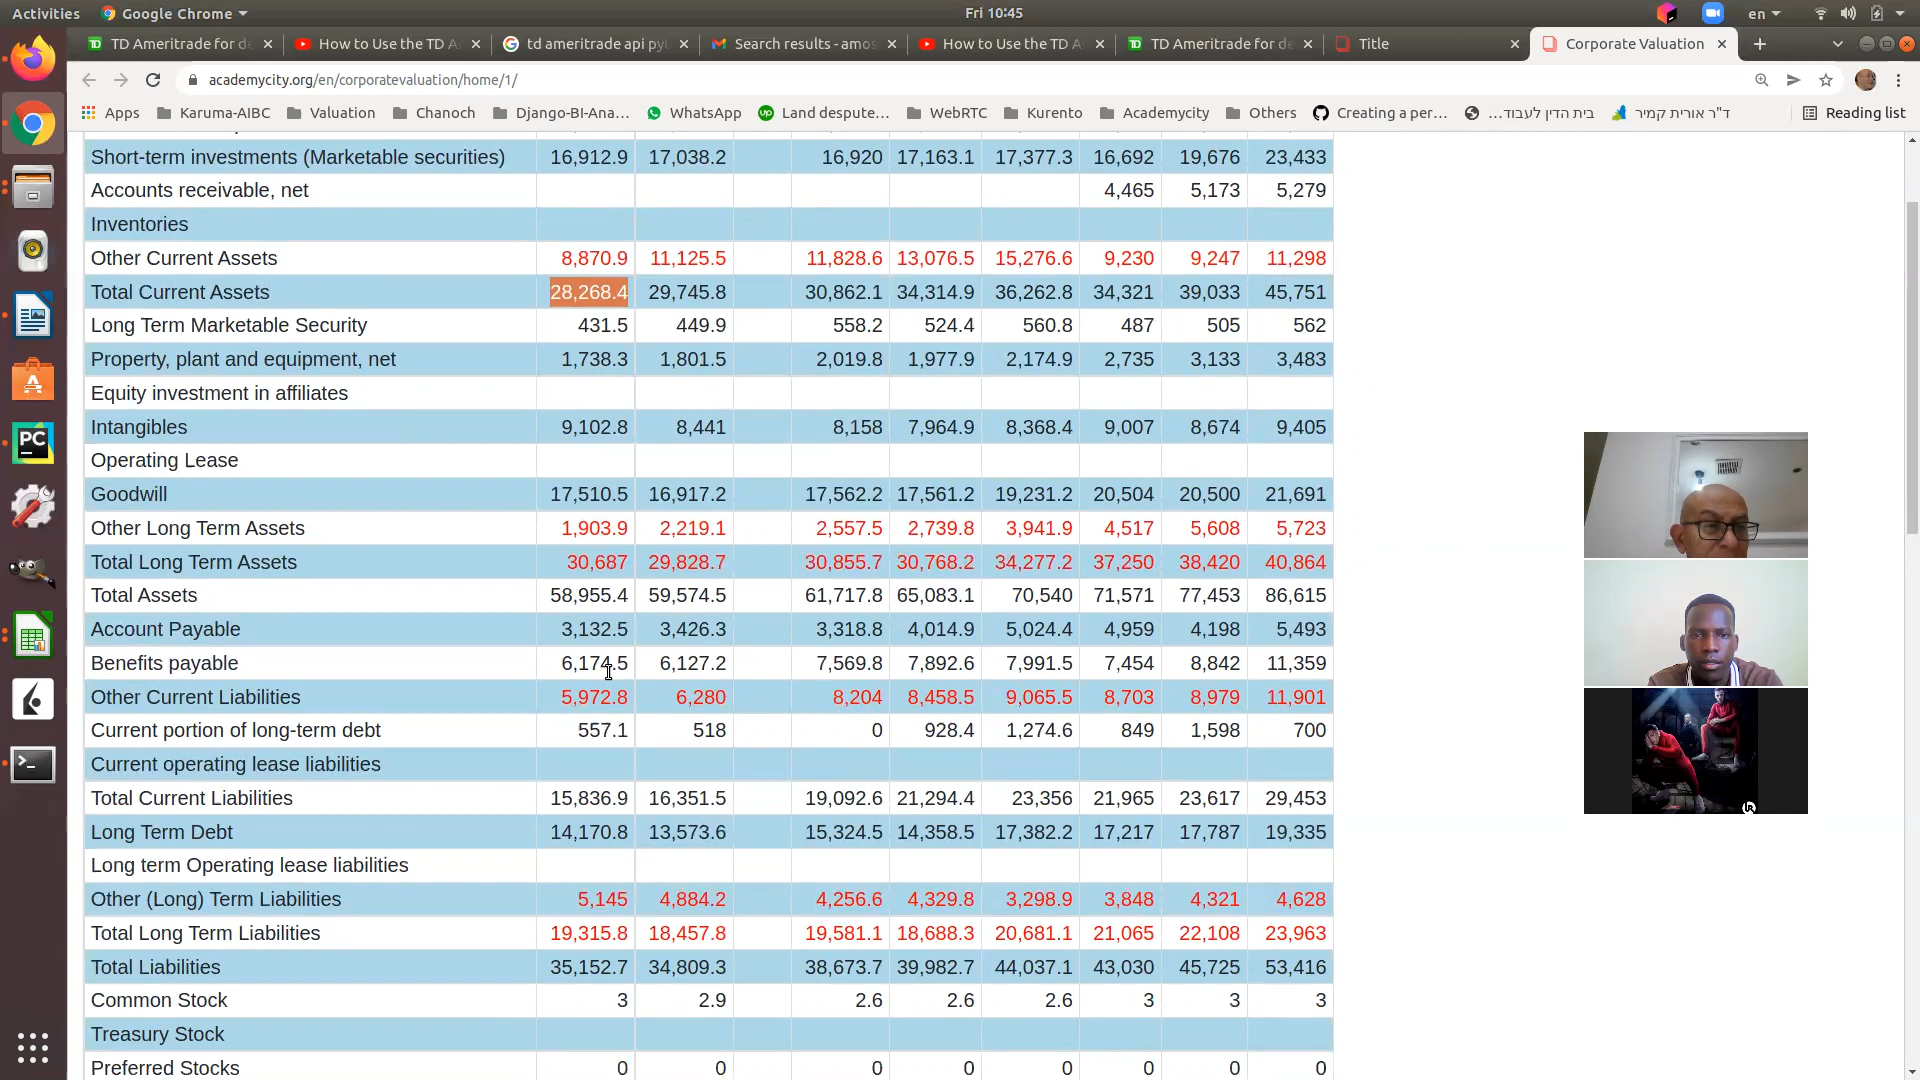 Activities Google Chrome Fri 10:45 en
TD Ameritrade for de How to Use the TD A td ameritrade api py Search results - amos How to Use the TD A TD Ameritrade for de Title Corporate Valuation
academycity.org/en/corporatevaluation/home/1/
Apps Karuma-AIBC Valuation Chanoch Django-BI-Ana... WhatsApp Land despute... WebRTC Kurento Academycity Others Creating a per... בית הדין לעבוד... ד"ר אורית קמיר Reading list
Short-term investments (Marketable securities) 16,912.9 17,038.2 16,920 17,163.1 17,377.3 16,692 19,676 23,433
Accounts receivable, net 4,465 5,173 5,279
Inventories
Other Current Assets 8,870.9 11,125.5 11,828.6 13,076.5 15,276.6 9,230 9,247 11,298
Total Current Assets 28,268.4 29,745.8 30,862.1 34,314.9 36,262.8 34,321 39,033 45,751
Long Term Marketable Security 431.5 449.9 558.2 524.4 560.8 487 505 562
Property, plant and equipment, net 1,738.3 1,801.5 2,019.8 1,977.9 2,174.9 2,735 3,133 3,483
Equity investment in affiliates
Intangibles 9,102.8 8,441 8,158 7,964.9 8,368.4 9,007 8,674 9,405
Operating Lease
Goodwill 17,510.5 16,917.2 17,562.2 17,561.2 19,231.2 20,504 20,500 21,691
Other Long Term Assets 1,903.9 2,219.1 2,557.5 2,739.8 3,941.9 4,517 5,608 5,723
Total Long Term Assets 30,687 29,828.7 30,855.7 30,768.2 34,277.2 37,250 38,420 40,864
Total Assets 58,955.4 59,574.5 61,717.8 65,083.1 70,540 71,571 77,453 86,615
Account Payable 3,132.5 3,426.3 3,318.8 4,014.9 5,024.4 4,959 4,198 5,493
Benefits payable 6,174.5 6,127.2 7,569.8 7,892.6 7,991.5 7,454 8,842 11,359
Other Current Liabilities 5,972.8 6,280 8,204 8,458.5 9,065.5 8,703 8,979 11,901
Current portion of long-term debt 557.1 518 0 928.4 1,274.6 849 1,598 700
Current operating lease liabilities
Total Current Liabilities 15,836.9 16,351.5 19,092.6 21,294.4 23,356 21,965 23,617 29,453
Long Term Debt 14,170.8 13,573.6 15,324.5 14,358.5 17,382.2 17,217 17,787 19,335
Long term Operating lease liabilities
Other (Long) Term Liabilities 5,145 4,884.2 4,256.6 4,329.8 3,298.9 3,848 4,321 4,628
Total Long Term Liabilities 19,315.8 18,457.8 19,581.1 18,688.3 20,681.1 21,065 22,108 23,963
Total Liabilities 35,152.7 34,809.3 38,673.7 39,982.7 44,037.1 43,030 45,725 53,416
Common Stock 3 2.9 2.6 2.6 2.6 3 3 3
Treasury Stock
Preferred Stocks 0 0 0 0 0 0 0 0